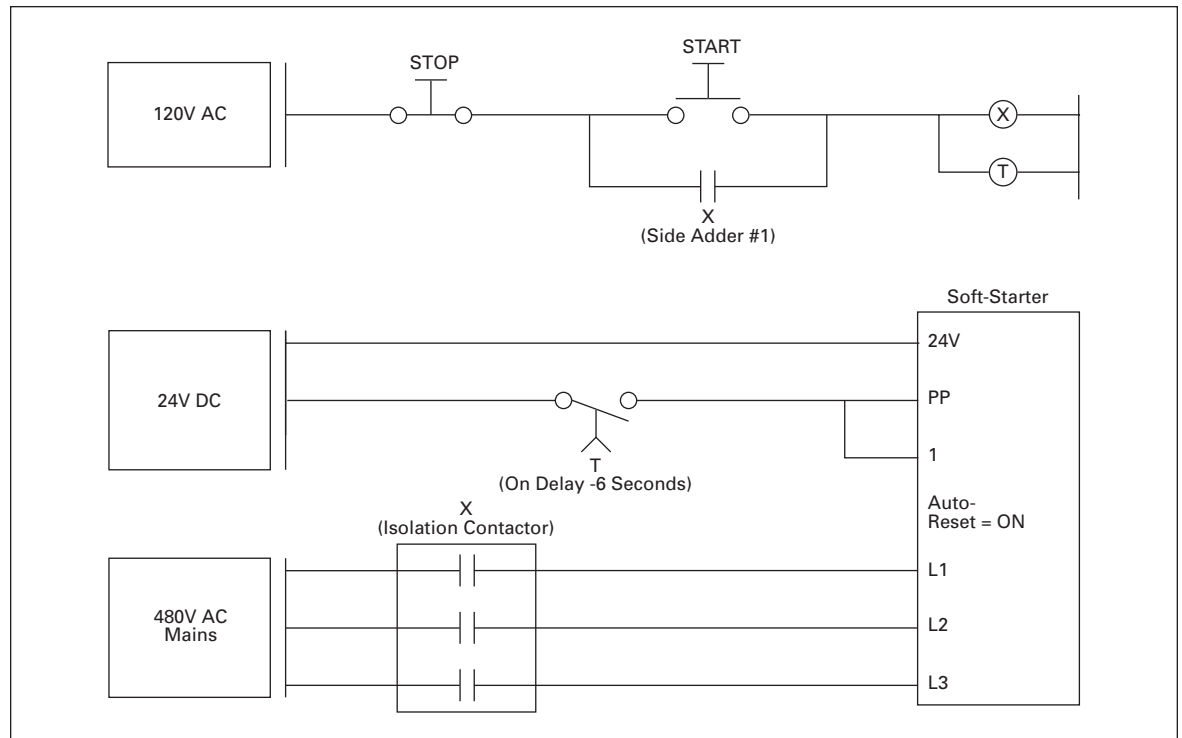 START
STOP
120V AC
X
T
X
(Side Adder #1)
Soft-Starter
24V
24V DC
PP
1
T
(On Delay -6 Seconds)
Auto-
Reset = ON
X
(Isolation Contactor)
L1
480V AC
Mains
L2
L3